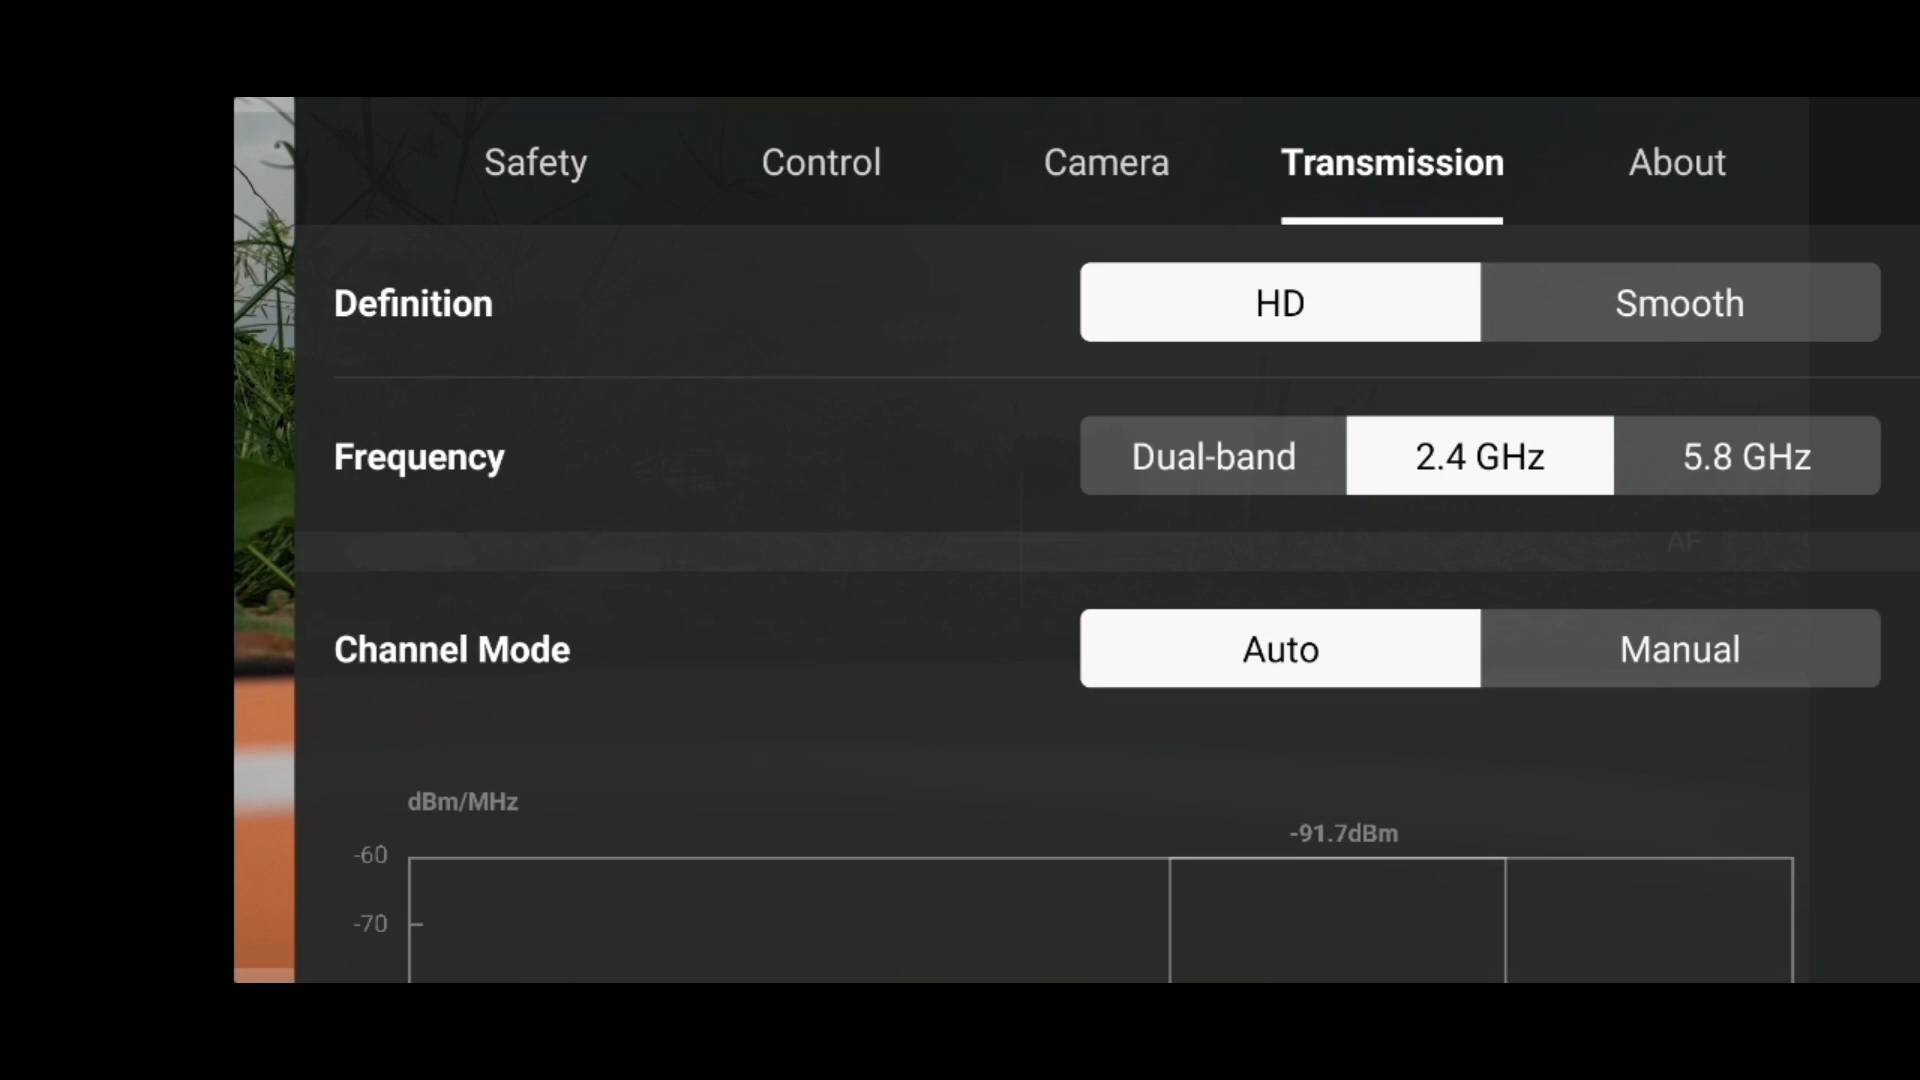 Safety Control Camera Transmission About
Definition HD Smooth
Frequency Dual-band 2.4 GHz 5.8 GHz
AF
Channel Mode Auto Manual
dBm/MHz
-91.7dBm
-60
-70